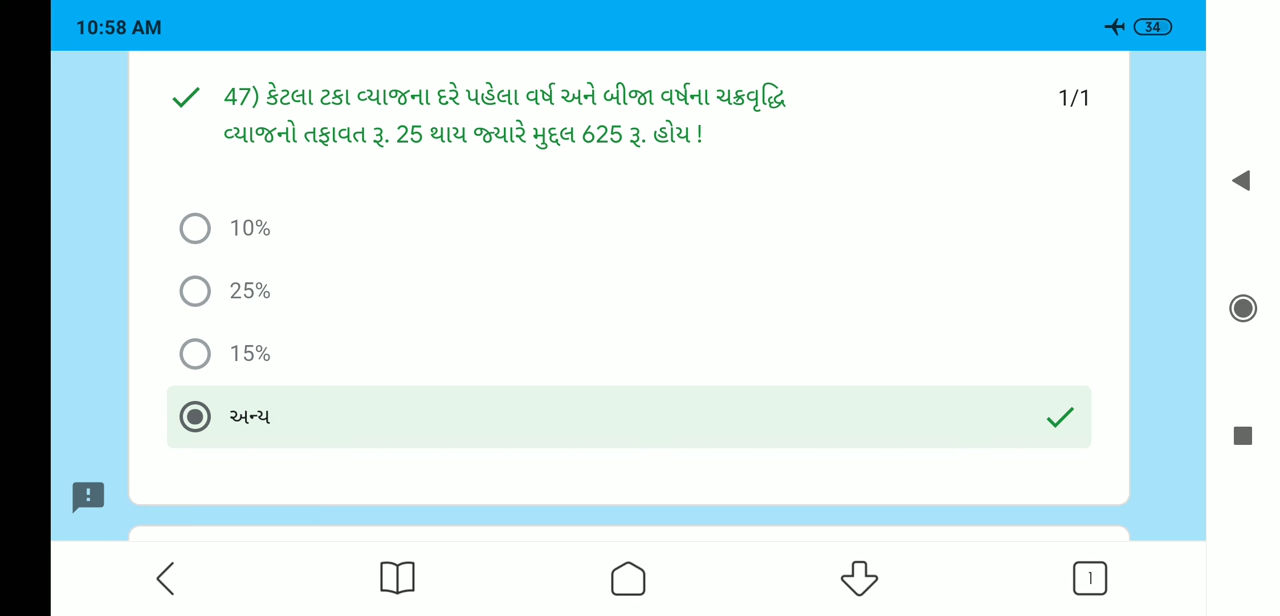 10:58 AM
34
47) કેટલા ટકા વ્યાજના દરે પહેલા વર્ષ અને બીજા વર્ષના ચક્રવૃદ્ધિ
1/1
વ્યાજનો તફાવત રૂ. 25 થાય જ્યારે મુદ્દલ 625 રૂ. હોય !
10%
25%
15%
અન્ય
1